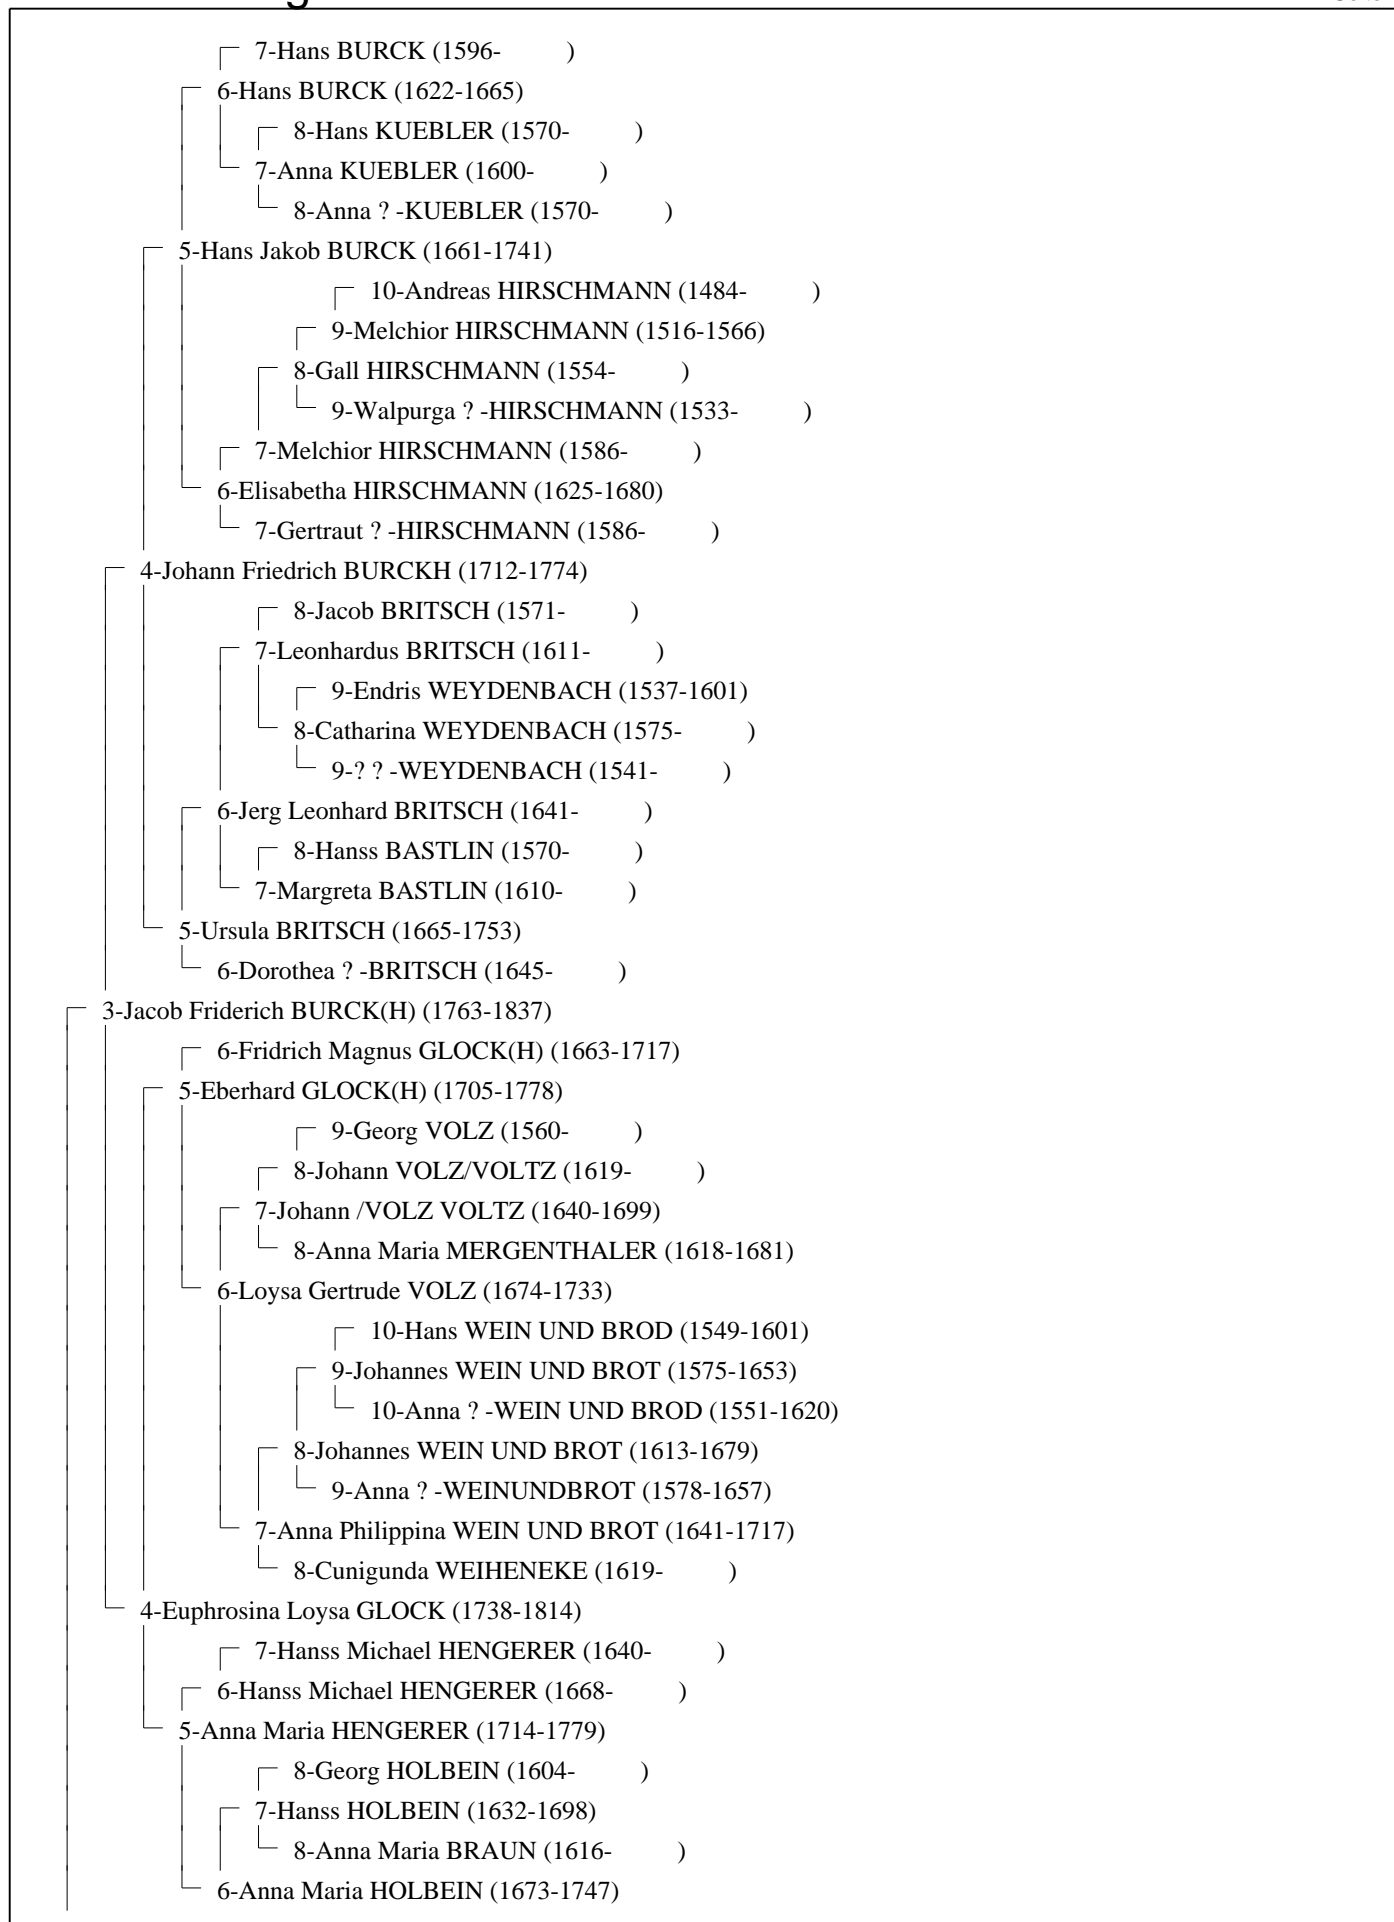 7-Hans BURCK (1596- )
6-Hans BURCK (1622-1665)
8-Hans KUEBLER (1570- )
7-Anna KUEBLER (1600- )
8-Anna ? -KUEBLER (1570- )
5-Hans Jakob BURCK (1661-1741)
10-Andreas HIRSCHMANN (1484- )
9-Melchior HIRSCHMANN (1516-1566)
8-Gall HIRSCHMANN (1554- )
9-Walpurga ? -HIRSCHMANN (1533- )
7-Melchior HIRSCHMANN (1586- )
6-Elisabetha HIRSCHMANN (1625-1680)
7-Gertraut ? -HIRSCHMANN (1586- )
4-Johann Friedrich BURCKH (1712-1774)
8-Jacob BRITSCH (1571- )
7-Leonhardus BRITSCH (1611- )
9-Endris WEYDENBACH (1537-1601)
8-Catharina WEYDENBACH (1575- )
9-? ? -WEYDENBACH (1541- )
6-Jerg Leonhard BRITSCH (1641- )
8-Hanss BASTLIN (1570- )
7-Margreta BASTLIN (1610- )
5-Ursula BRITSCH (1665-1753)
6-Dorothea ? -BRITSCH (1645- )
3-Jacob Friderich BURCK(H) (1763-1837)
6-Fridrich Magnus GLOCK(H) (1663-1717)
5-Eberhard GLOCK(H) (1705-1778)
9-Georg VOLZ (1560- )
8-Johann VOLZ/VOLTZ (1619- )
7-Johann /VOLZ VOLTZ (1640-1699)
8-Anna Maria MERGENTHALER (1618-1681)
6-Loysa Gertrude VOLZ (1674-1733)
10-Hans WEIN UND BROD (1549-1601)
9-Johannes WEIN UND BROT (1575-1653)
10-Anna ? -WEIN UND BROD (1551-1620)
8-Johannes WEIN UND BROT (1613-1679)
9-Anna ? -WEINUNDBROT (1578-1657)
7-Anna Philippina WEIN UND BROT (1641-1717)
8-Cunigunda WEIHENEKE (1619- )
4-Euphrosina Loysa GLOCK (1738-1814)
7-Hanss Michael HENGERER (1640- )
6-Hanss Michael HENGERER (1668- )
5-Anna Maria HENGERER (1714-1779)
8-Georg HOLBEIN (1604- )
7-Hanss HOLBEIN (1632-1698)
8-Anna Maria BRAUN (1616- )
6-Anna Maria HOLBEIN (1673-1747)